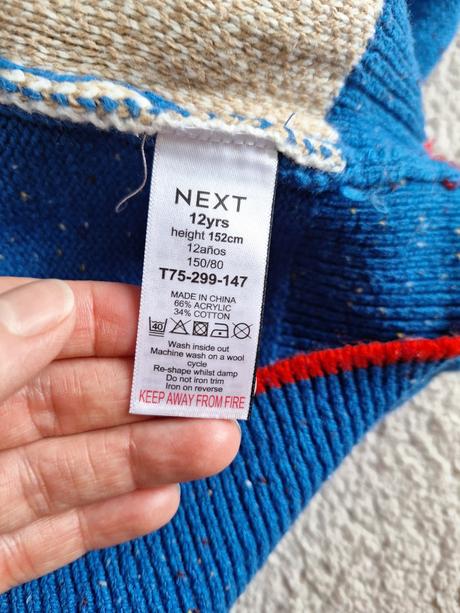 NEXT
12yrs
height 152cm
12años
150/80
T75-299-147
MADE IN CHINA
66% ACRYLIC
34% COTTON
40
Wash inside out
Machine wash on a wool
cycle
Re-shape whilst damp
Do not iron trim
Iron on reverse
KEEP AWAY FROM FIRE